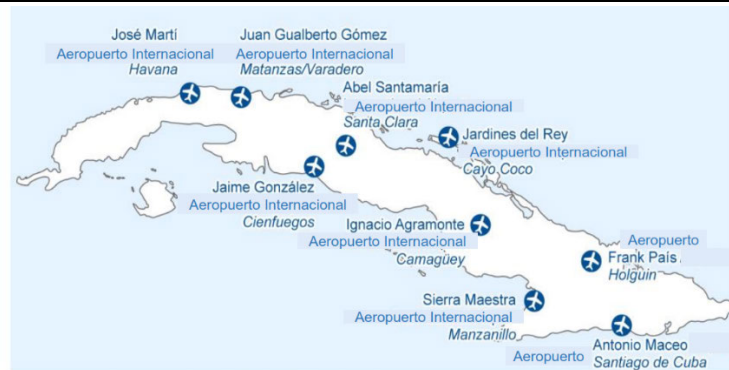 José Martí
Aeropuerto Internacional
Havana
Juan Gualberto Gómez
Aeropuerto Internacional
Matanzas/Varadero
Abel Santamaría
Aeropuerto Internacional
Santa Clara
Jardines del Rey
Aeropuerto Internacional
Cayo Coco
Jaime González
Aeropuerto Internacional
Cienfuegos
Ignacio Agramonte
Aeropuerto Internacional
Camagüey
Aeropuerto
Frank País
Holguin
Sierra Maestra
Aeropuerto Internacional
Manzanillo
Antonio Maceo
Aeropuerto
Santiago de Cuba